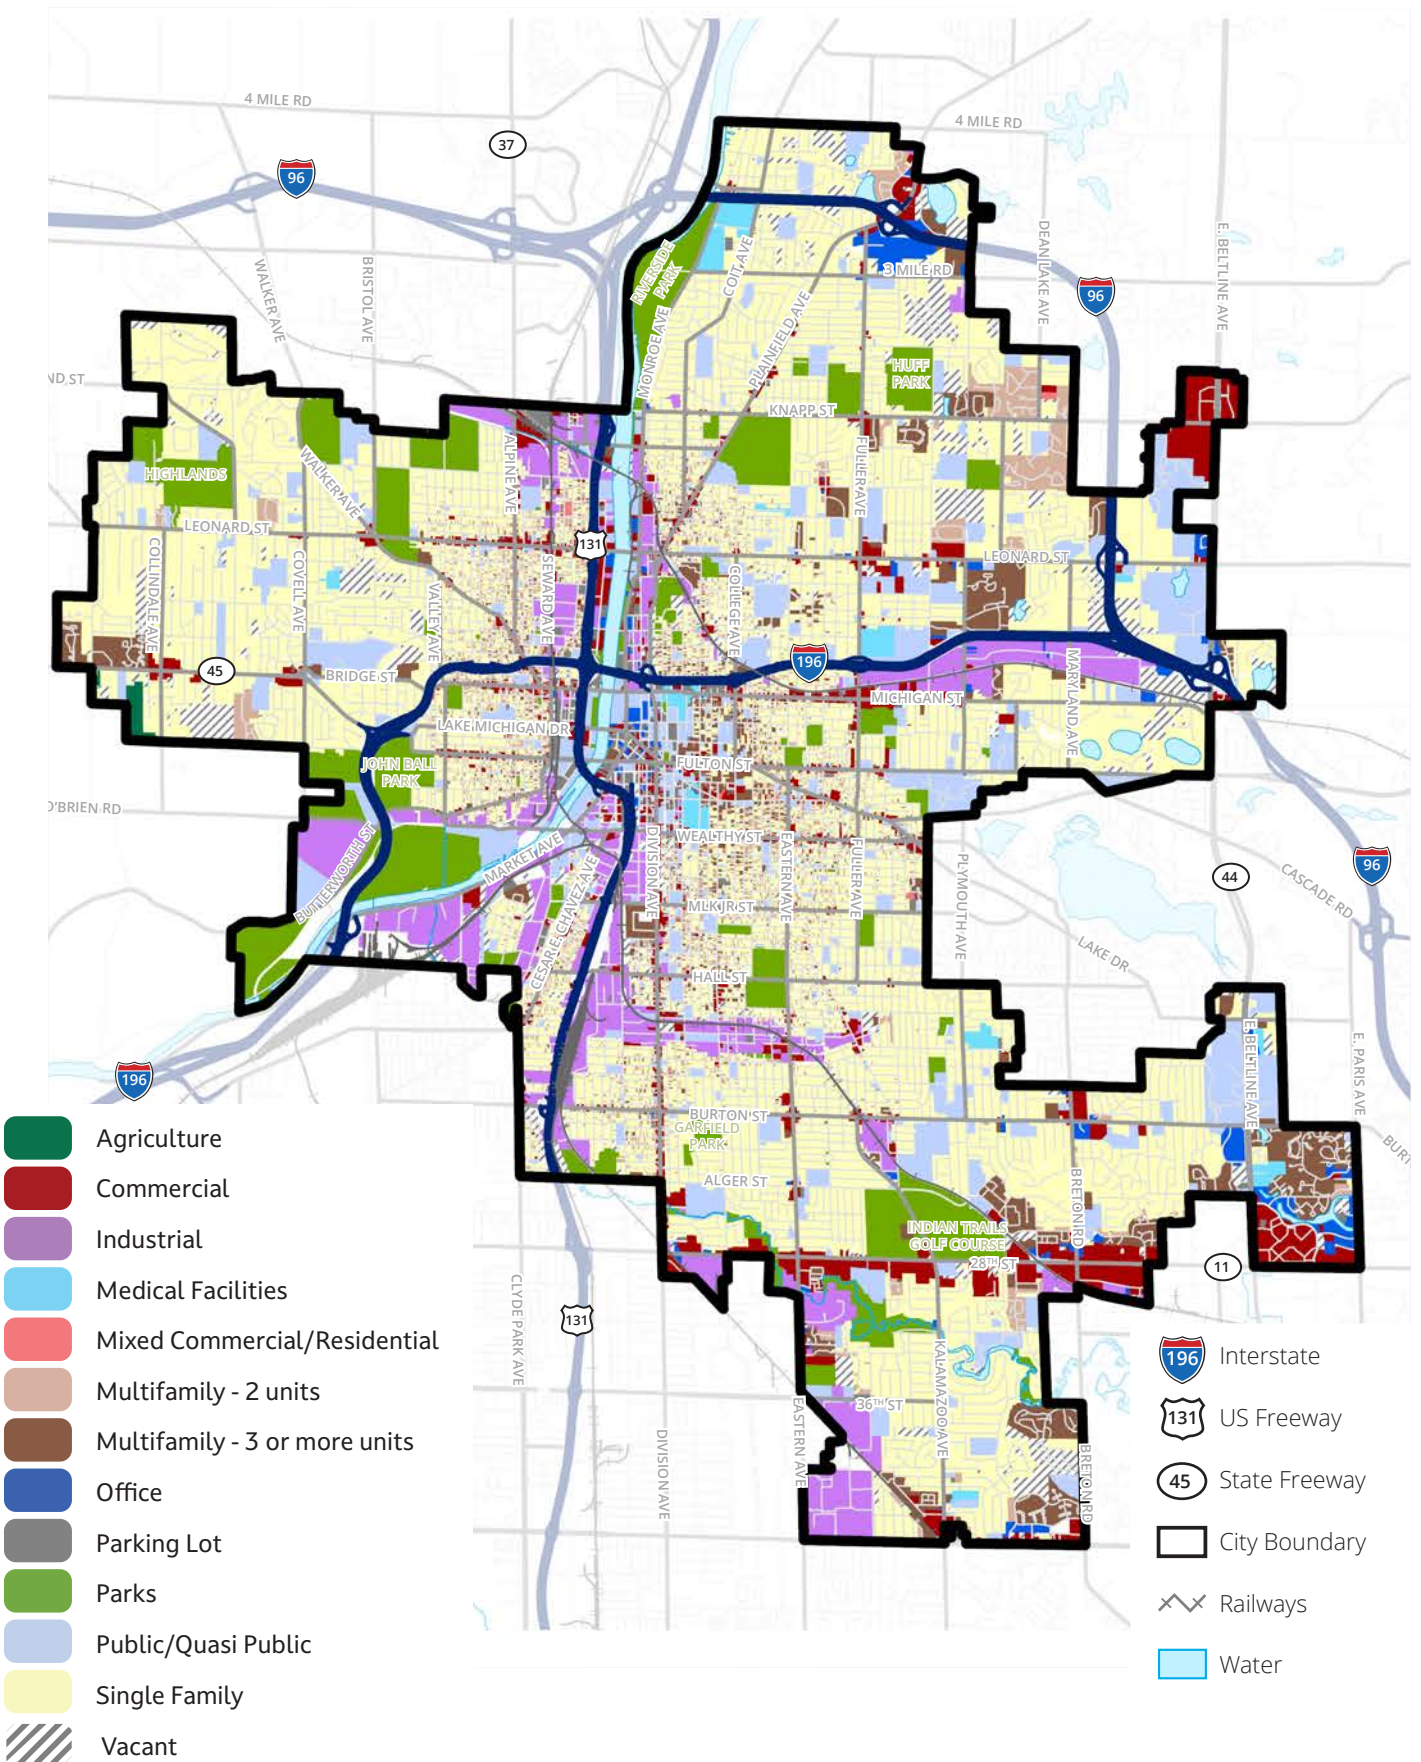 4 MILE RD
4 MILE RD
37
96
WALKER AVE
BRISTOL AVE
RIVERSIDE
PARK
COIT AVE
3 MILE RD
DEAN LAKE AVE
E. BELTLINE AVE
96
MONROE AVE
PLAINFIELD AVE
HUFF
PARK
ND ST
KNAPP ST
HIGHLANDS
WALKER AVE
ALPINE AVE
FULLER AVE
LEONARD ST
131
LEONARD ST
COLLINDALE AVE
COVELL AVE
VALLEY AVE
SEWARD AVE
COLLEGE AVE
196
45
BRIDGE ST
MARYLAND AVE
MICHIGAN ST
LAKE MICHIGAN DR
JOHN BALL
PARK
FULTON ST
O'BRIEN RD
BUTTERWORTH ST
MARKET AVE
WEALTHY ST
DIVISION AVE
EASTERN AVE
FULLER AVE
PLYMOUTH AVE
44
CASCADE RD
96
CESAR E. CHAVEZ AVE
MLK JR ST
LAKE DR
HALL ST
E. BELTLINE AVE
E. PARIS AVE
196
BURTON ST
GARFIELD
PARK
BURT
ALGER ST
BRETON RD
INDIAN TRAILS
GOLF COURSE
28TH ST
11
CLYDE PARK AVE
131
KALAMAZOO AVE
36TH ST
EASTERN AVE
DIVISION AVE
BRETON RD
Agriculture
Commercial
Industrial
Medical Facilities
Mixed Commercial/Residential
Multifamily - 2 units
Multifamily - 3 or more units
Office
Parking Lot
Parks
Public/Quasi Public
Single Family
Vacant
196 Interstate
131 US Freeway
45 State Freeway
City Boundary
Railways
Water